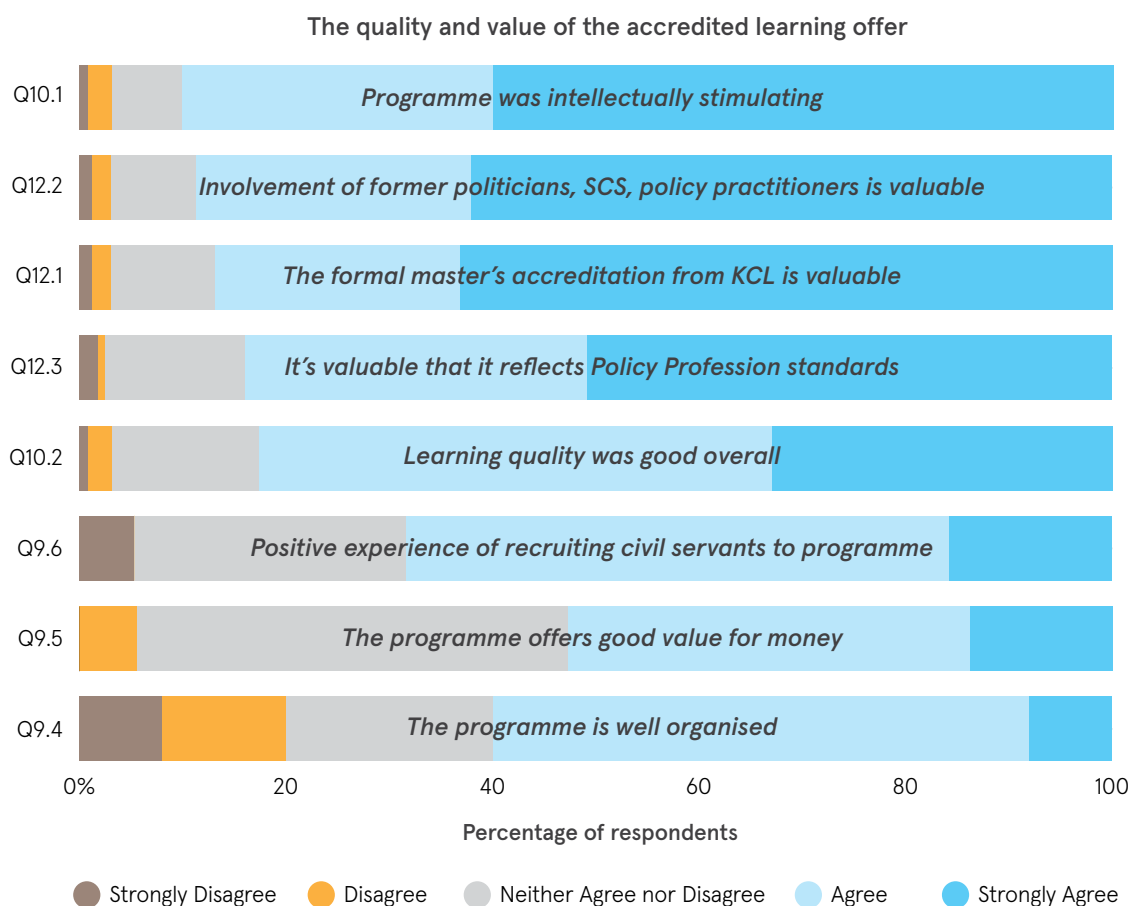 The quality and value of the accredited learning offer
Q10.1
Programme was intellectually stimulating
Q12.2
Involvement of former politicians, SCS, policy practitioners is valuable
Q12.1
The formal master’s accreditation from KCL is valuable
Q12.3
It’s valuable that it reflects Policy Profession standards
Q10.2
Learning quality was good overall
Q9.6
Positive experience of recruiting civil servants to programme
Q9.5
The programme offers good value for money
Q9.4
The programme is well organised
0% 20 40 60 80 100
Percentage of respondents
Strongly Disagree Disagree Neither Agree nor Disagree Agree Strongly Agree